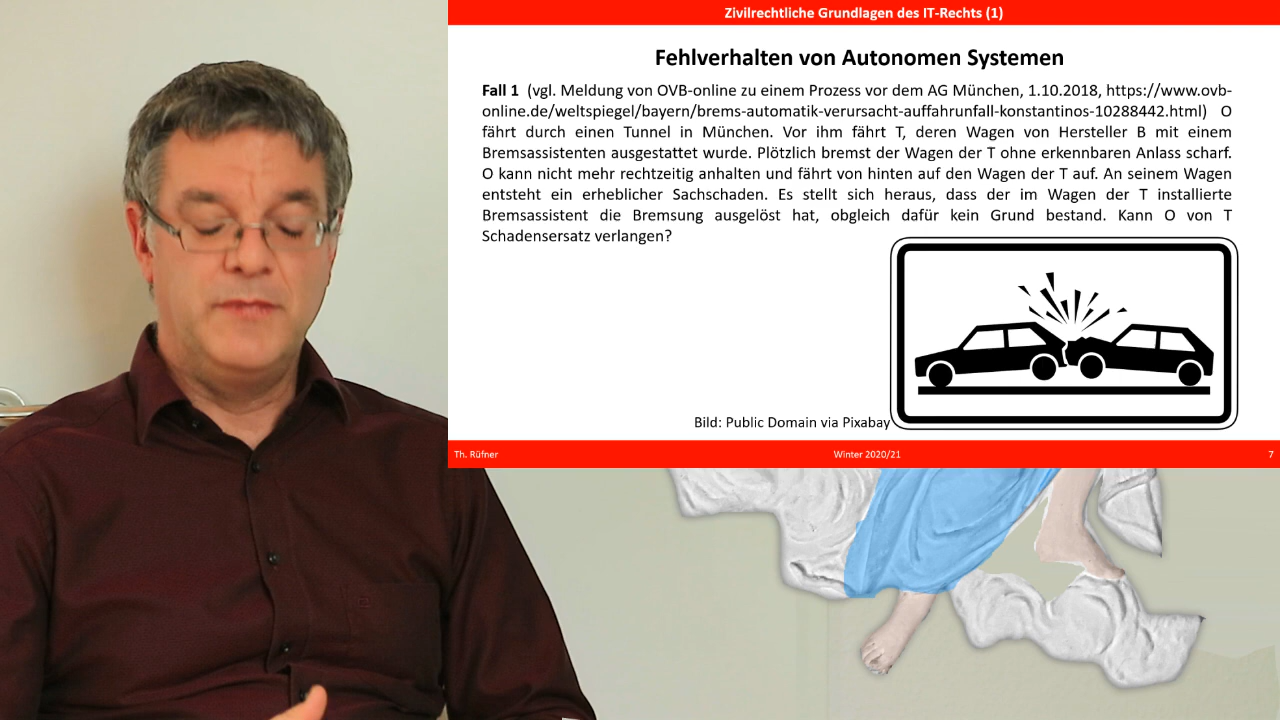 Zivilrechtliche Grundlagen des IT-Rechts (1)
Fehlverhalten von Autonomen Systemen
Fall 1 (vgl. Meldung von OVB-online zu einem Prozess vor dem AG München, 1.10.2018, https://www.ovb-
online.de/weltspiegel/bayern/brems-automatik-verursacht-auffahrunfall-konstantinos-10288442.html) O
fährt durch einen Tunnel in München. Vor ihm fährt T, deren Wagen von Hersteller B mit einem
Bremsassistenten ausgestattet wurde. Plötzlich bremst der Wagen der T ohne erkennbaren Anlass scharf.
O kann nicht mehr rechtzeitig anhalten und fährt von hinten auf den Wagen der T auf. An seinem Wagen
entsteht ein erheblicher Sachschaden. Es stellt sich heraus, dass der im Wagen der T installierte
Bremsassistent die Bremsung ausgelöst hat, obgleich dafür kein Grund bestand. Kann O von T
Schadensersatz verlangen?
Bild: Public Domain via Pixabay
Th. Rüfner
Winter 2020/21
7